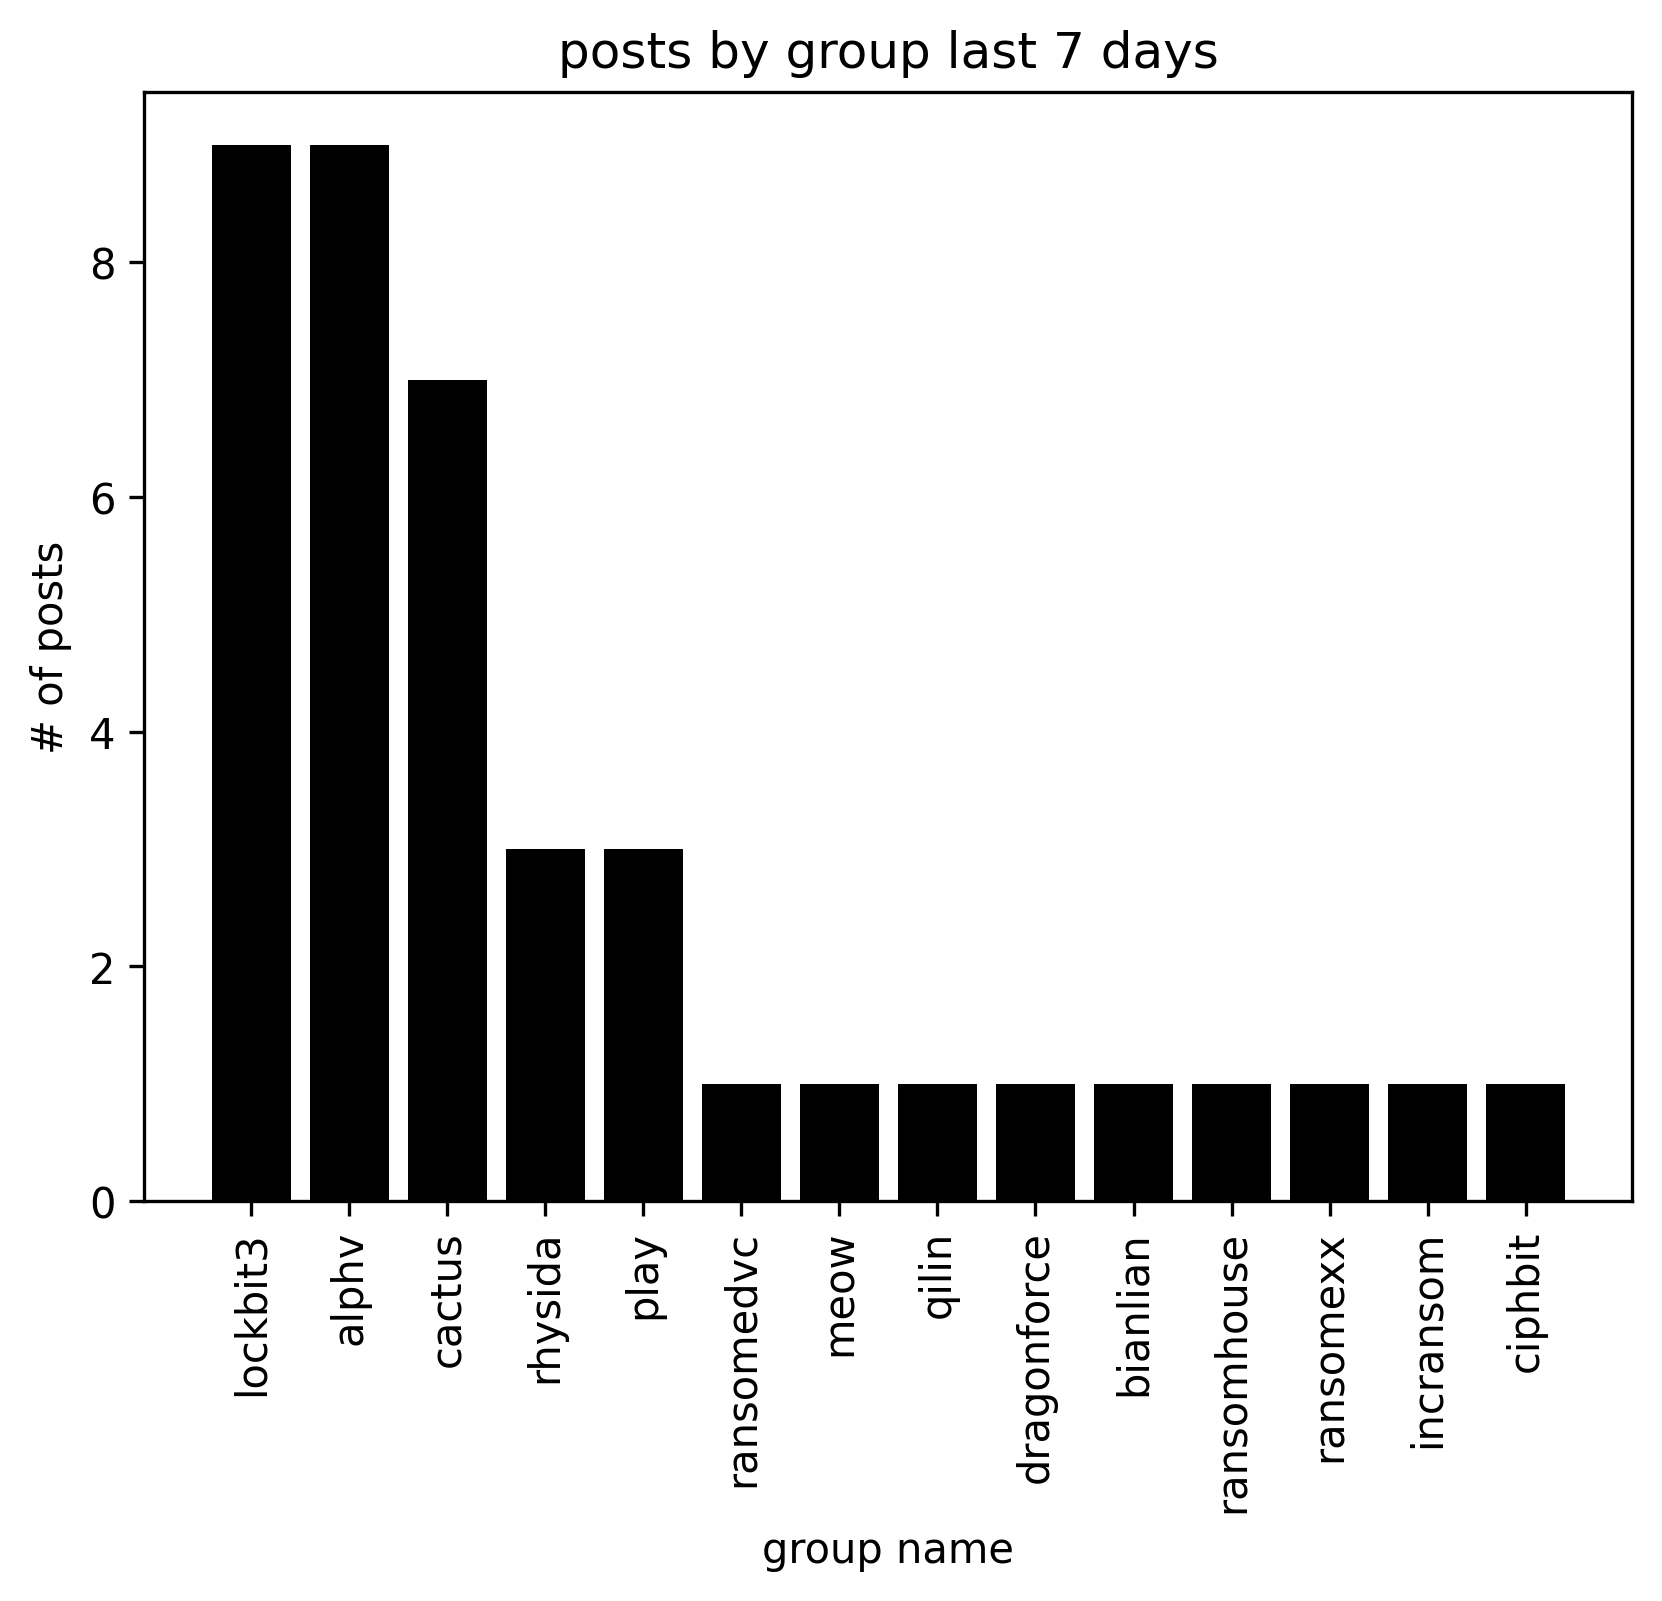 posts by group last 7 days
# of posts
8
6
4
2
0
lockbit3
alphv
cactus
rhysida
play
ransomedvc
meow
qilin
dragonforce
bianlian
ransomhouse
ransomexx
incransom
ciphbit
group name